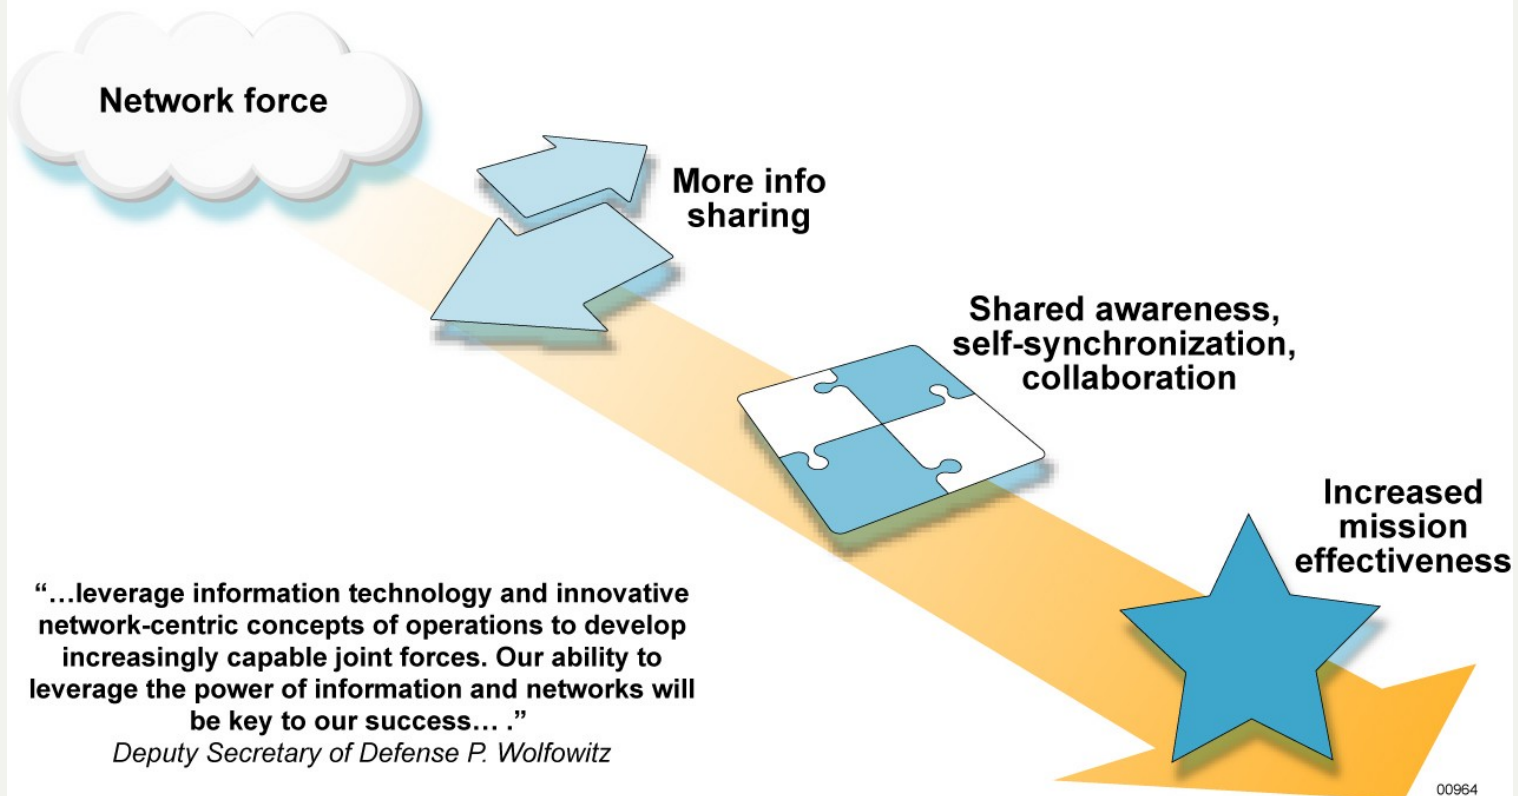 Network force
More info
sharing
Shared awareness,
self-synchronization,
collaboration
Increased
mission
effectiveness
“…leverage information technology and innovative
network-centric concepts of operations to develop
increasingly capable joint forces. Our ability to
leverage the power of information and networks will
be key to our success… .”
Deputy Secretary of Defense P. Wolfowitz
00964